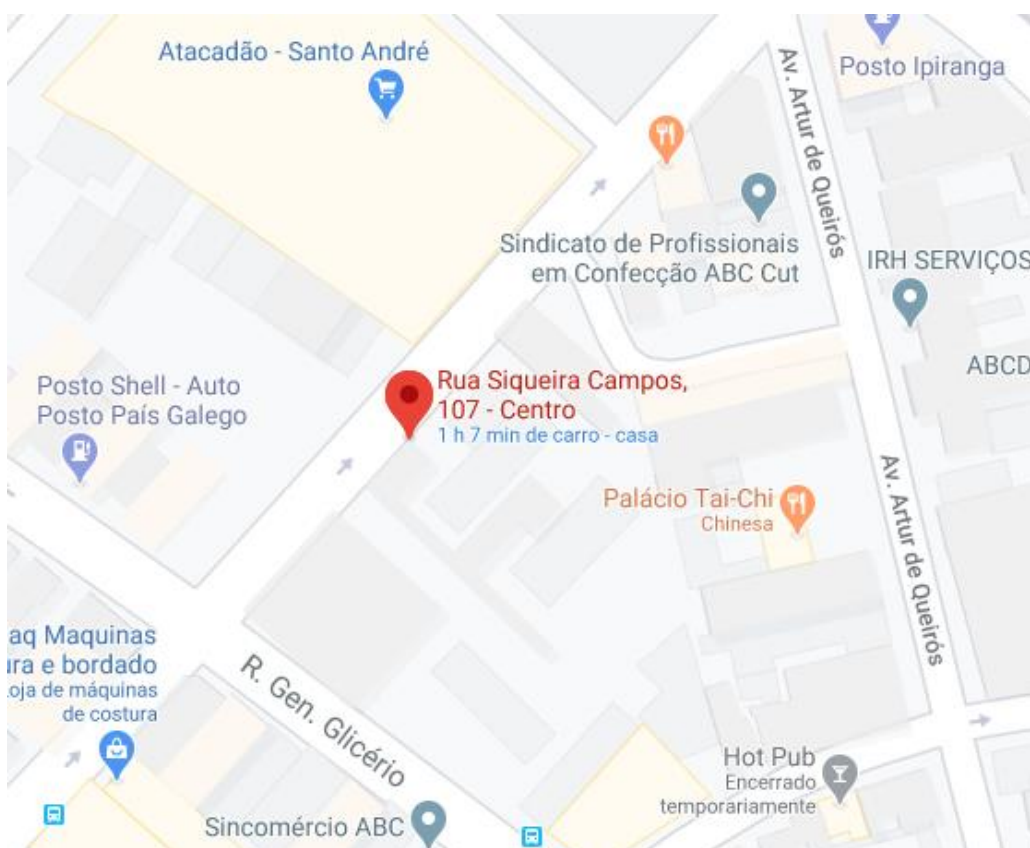 Atacadão - Santo André
Posto Ipiranga
Av. Artur de Queirós
Sindicato de Profissionais
em Confecção ABC Cut
IRH SERVIÇOS
ABCD
Rua Siqueira Campos,
107 - Centro
1 h 7 min de carro - casa
Posto Shell - Auto
Posto País Galego
Palácio Tai-Chi
Chinesa
Av. Artur de Queirós
aq Maquinas
ura e bordado
Loja de máquinas
de costura
R. Gen. Glicério
Hot Pub
Encerrado
temporariamente
Sincomércio ABC